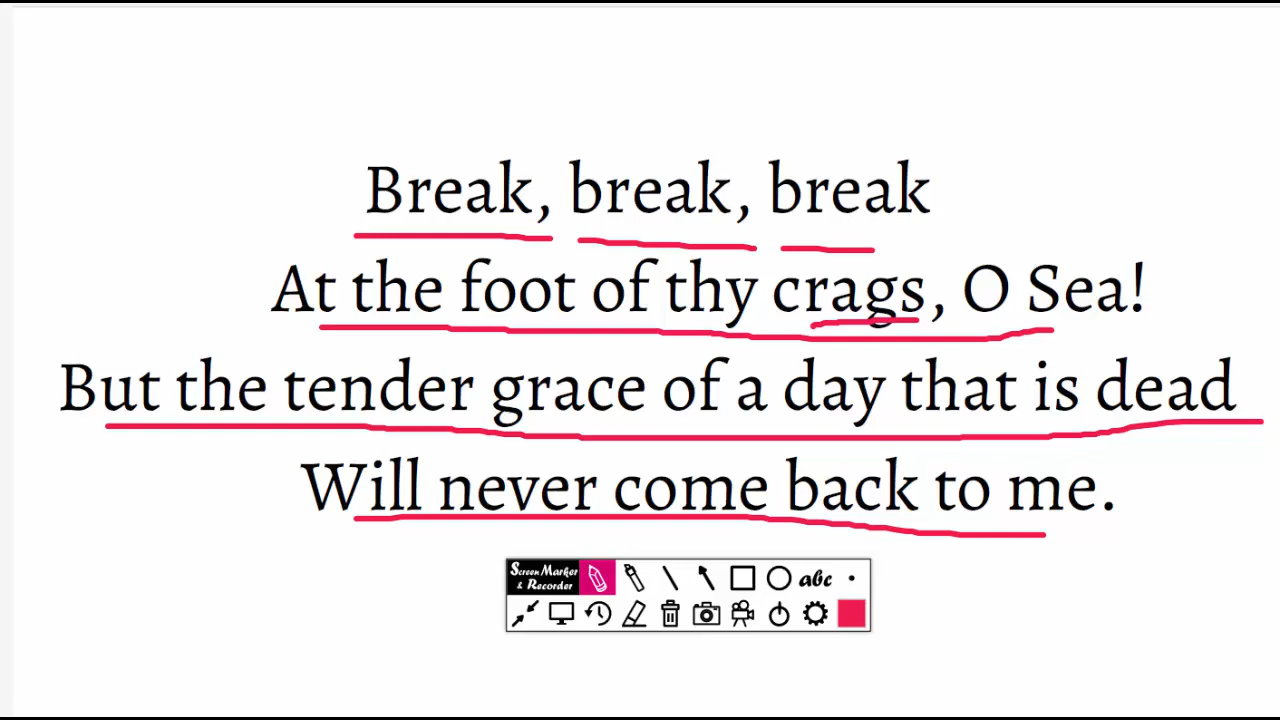 Break, break, break
At the foot of thy crags, O Sea!
But the tender grace of a day that is dead
Will never come back to me.
Screen Marker
& Recorder
abc